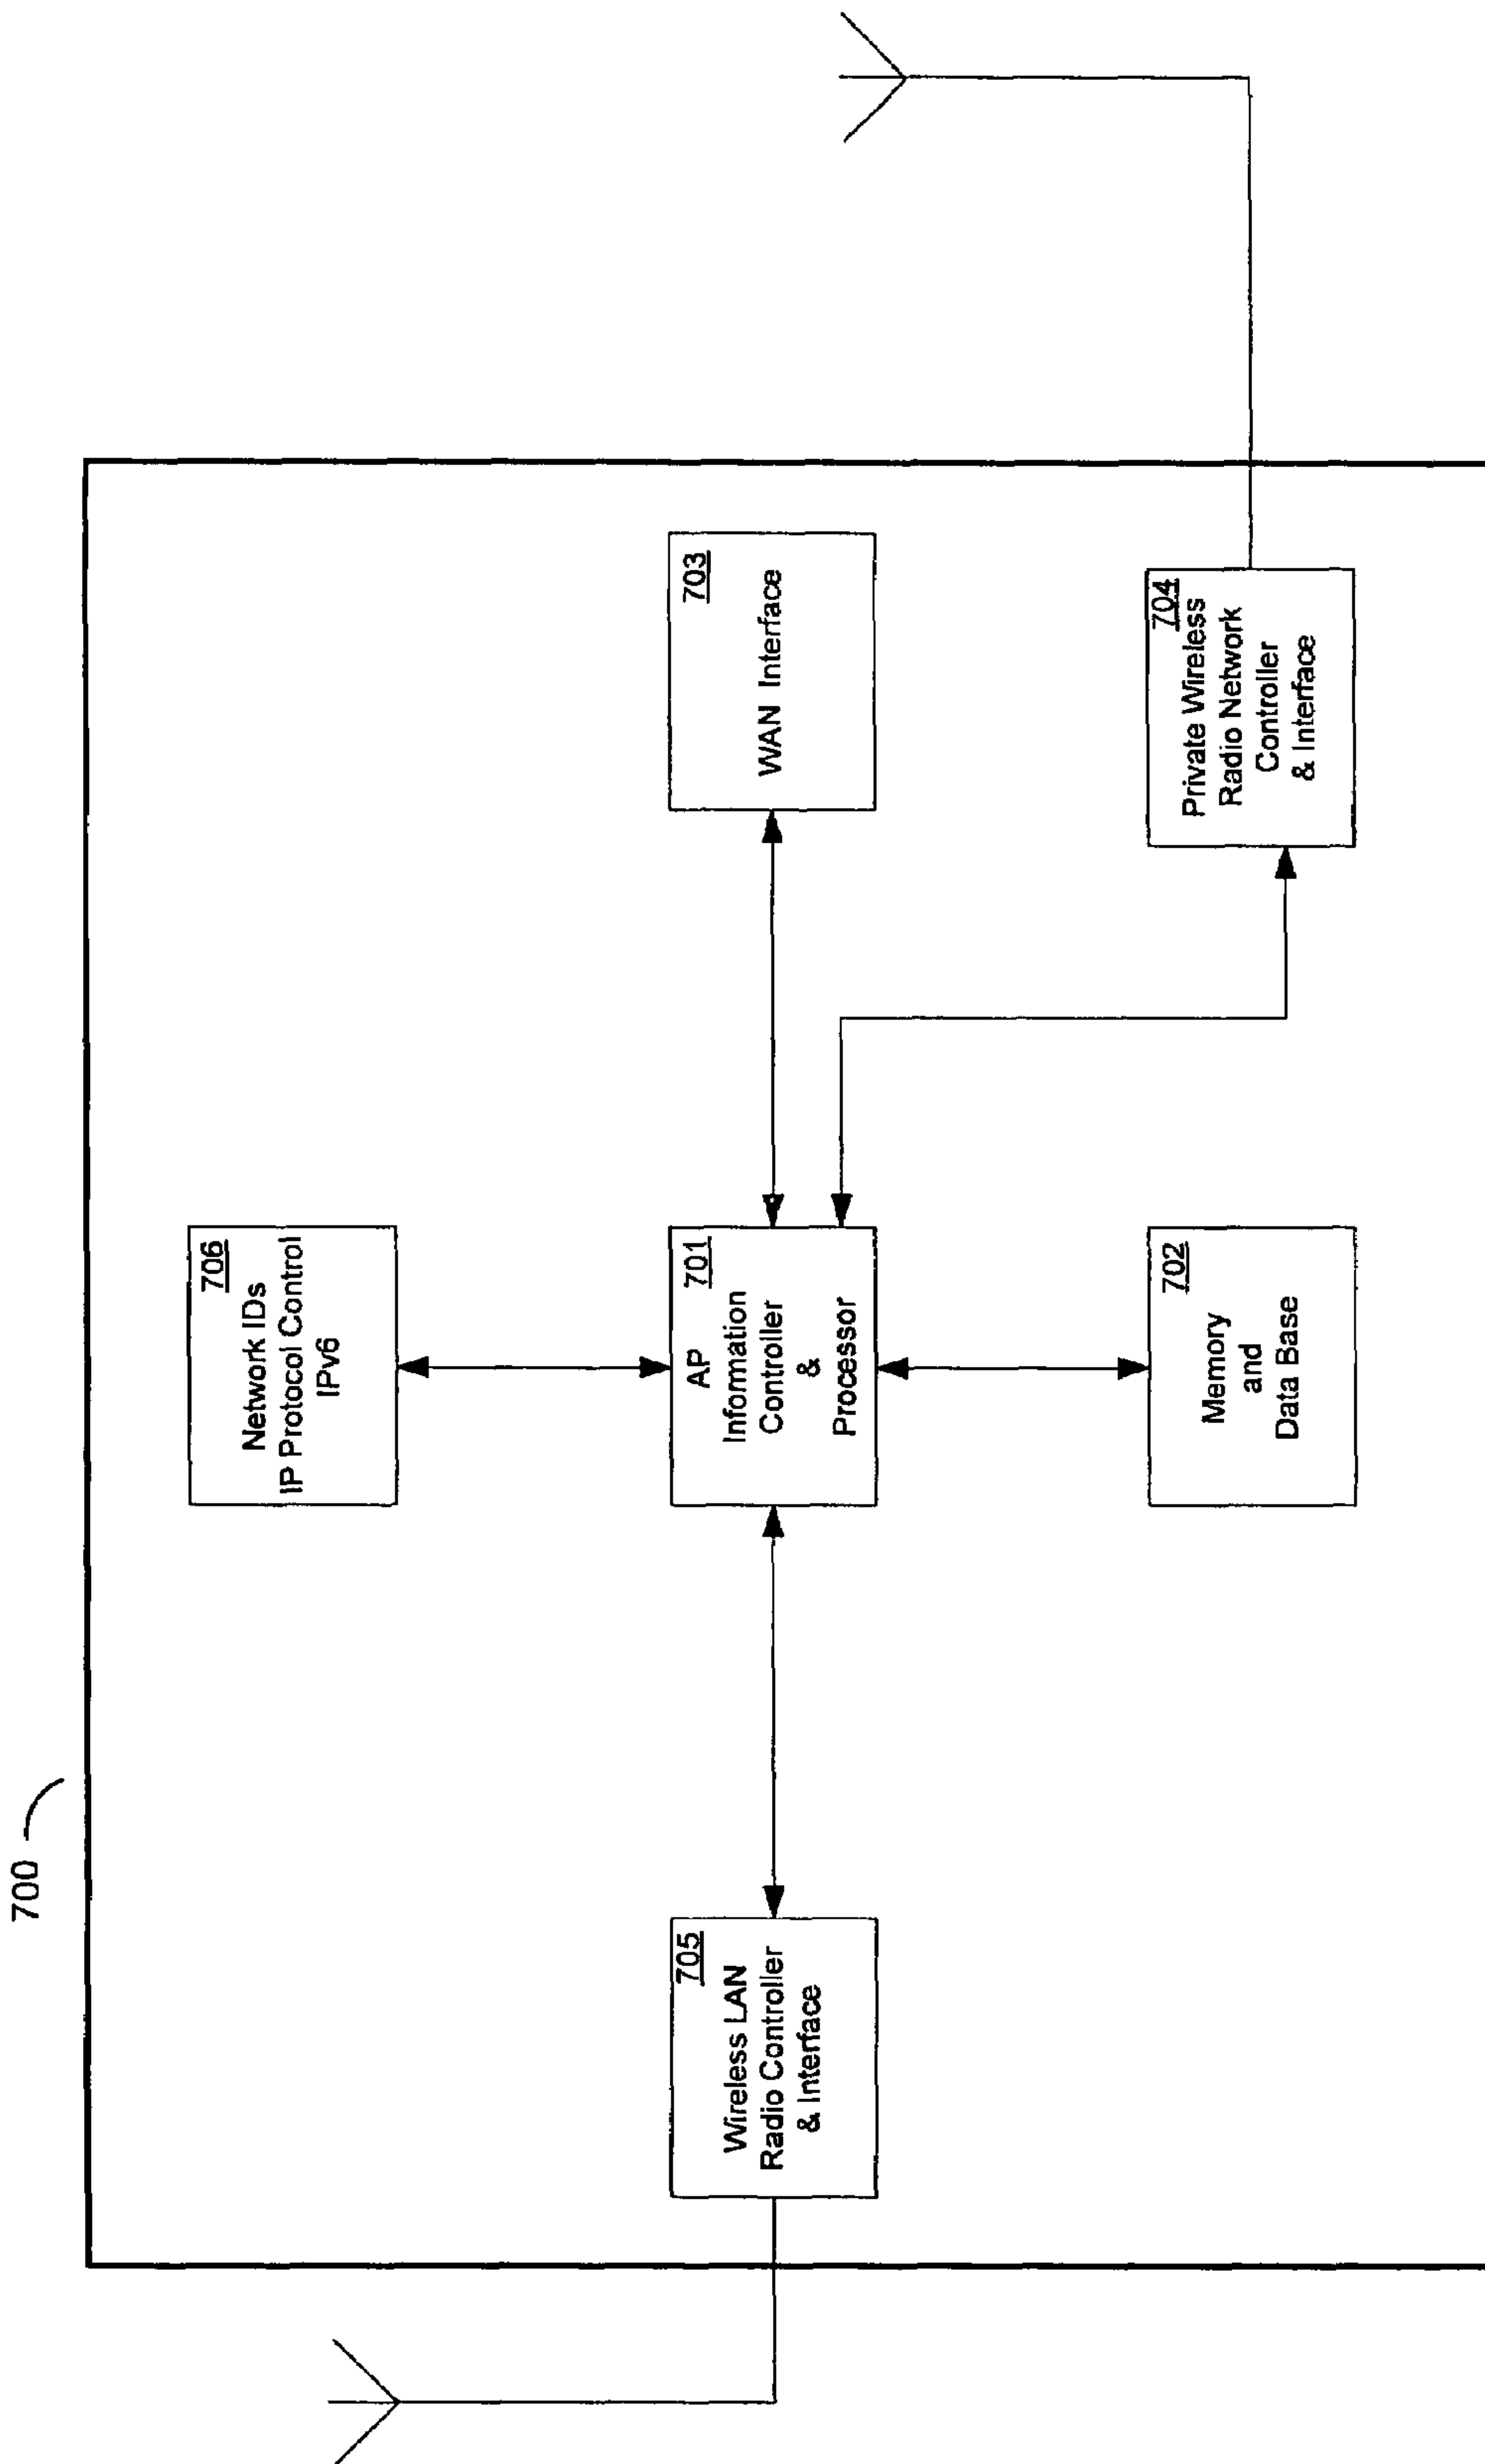 700
706
Network IDs
IP Protocol Control
IPv6
705
Wireless LAN
Radio Controller
& Interface
701
AP
Information
Controller
&
Processor
703
WAN Interface
702
Memory
and
Data Base
704
Private Wireless
Radio Network
Controller
& Interface